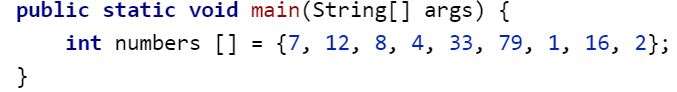 public static void main(String[] args) {
    int numbers [] = {7, 12, 8, 4, 33, 79, 1, 16, 2};
}